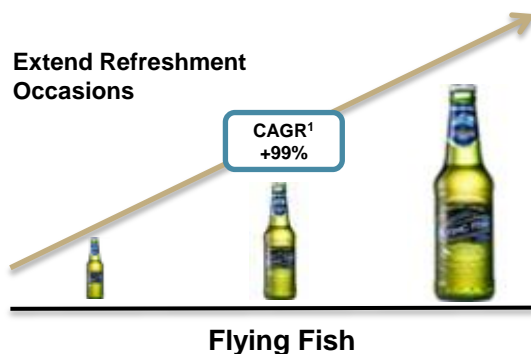 Extend Refreshment
Occasions
CAGR¹
+99%
Flying Fish